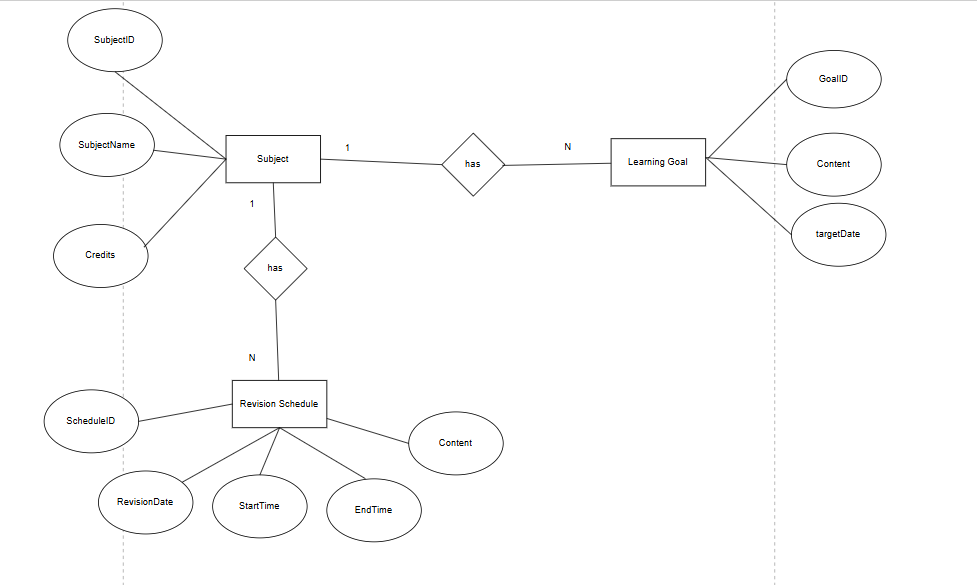 SubjectID
GoalID
SubjectName
1
N
Subject
has
Learning Goal
Content
1
targetDate
Credits
has
N
Revision Schedule
ScheduleID
Content
RevisionDate
StartTime
EndTime